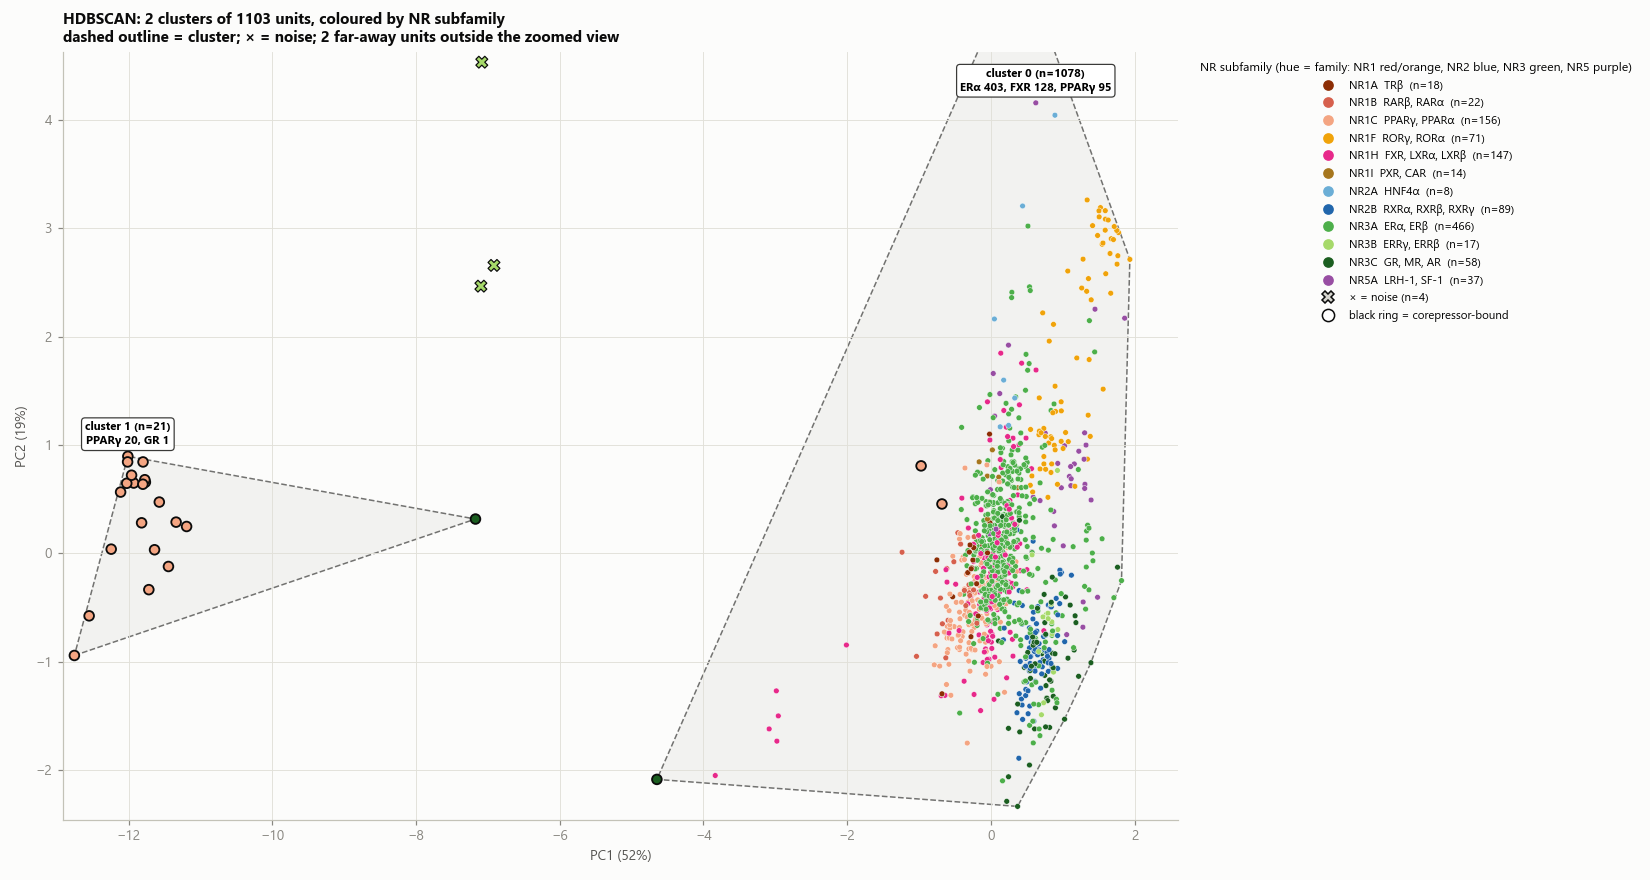 HDBSCAN: 2 clusters of 1103 units, coloured by NR subfamily
dashed outline = cluster; × = noise; 2 far-away units outside the zoomed view
NR subfamily (hue = family: NR1 red/orange, NR2 blue, NR3 green, NR5 purple)
NR1A TRβ (n=18)
NR1B RARβ, RARα (n=22)
NR1C PPARγ, PPARα (n=156)
NR1F RORγ, RORα (n=71)
NR1H FXR, LXRα, LXRβ (n=147)
NR1I PXR, CAR (n=14)
NR2A HNF4α (n=8)
NR2B RXRα, RXRβ, RXRγ (n=89)
NR3A ERα, ERβ (n=466)
NR3B ERRγ, ERRβ (n=17)
NR3C GR, MR, AR (n=58)
NR5A LRH-1, SF-1 (n=37)
× = noise (n=4)
black ring = corepressor-bound
cluster 0 (n=1078)
ERα 403, FXR 128, PPARγ 95
cluster 1 (n=21)
PPARγ 20, GR 1
PC2 (19%)
4
3
2
1
0
−1
−2
−12
−10
−8
−6
−4
−2
0
2
PC1 (52%)